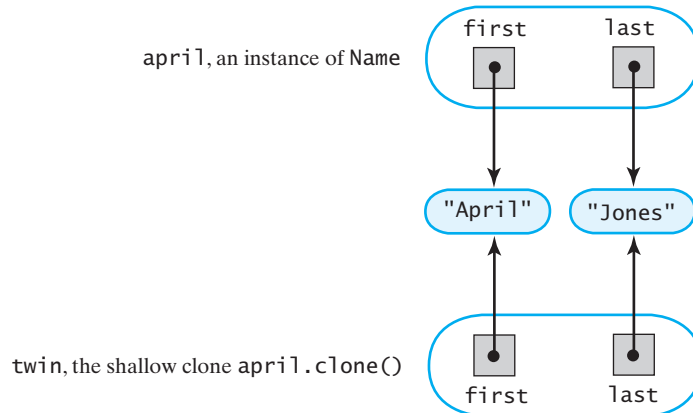 first last
april, an instance of Name
"April" "Jones"
twin, the shallow clone april.clone()
first last